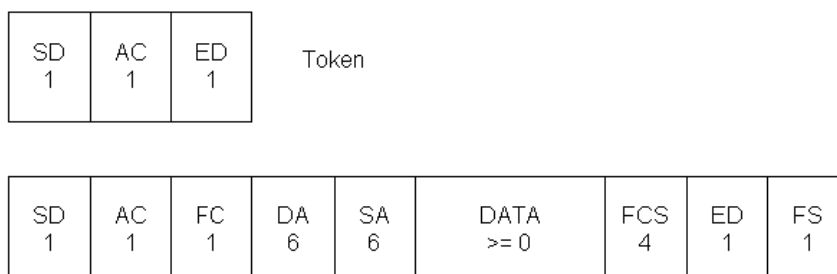 SD AC ED Token
1 1 1
SD AC FC DA SA DATA FCS ED FS
1 1 1 6 6 >= 0 4 1 1